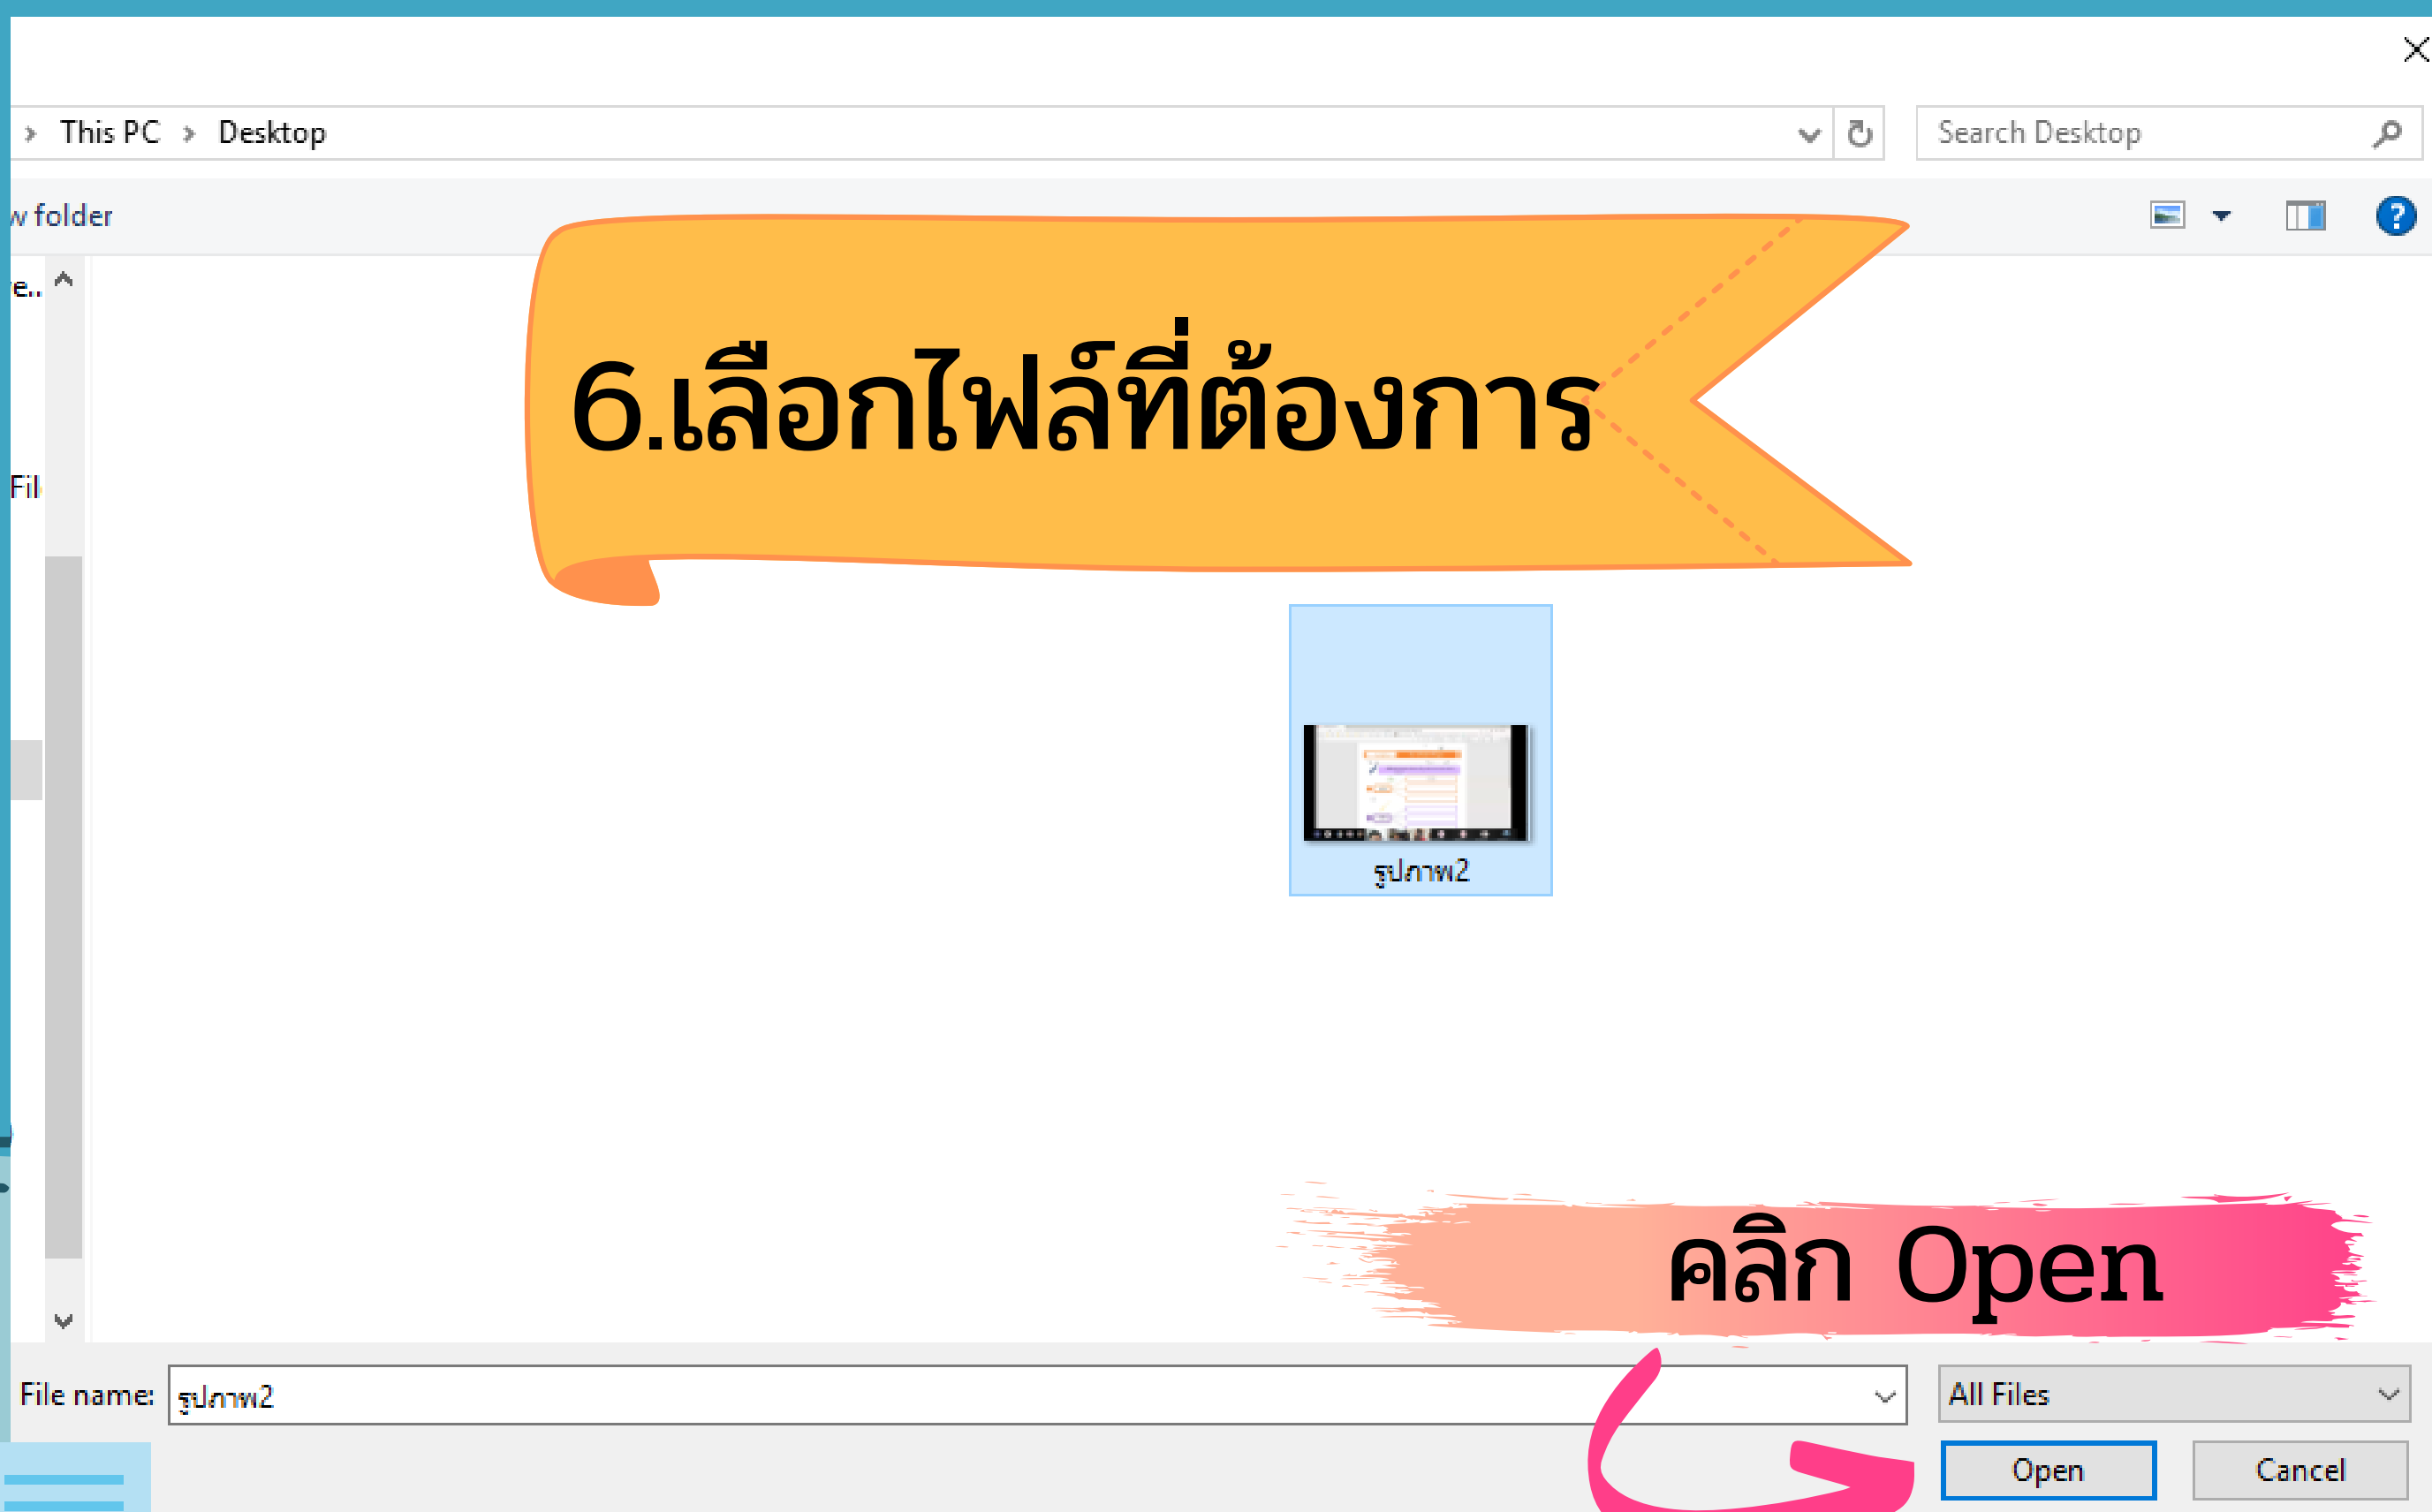 This PC > Desktop
Search Desktop
w folder
e..
6.เลือกไฟล์ที่ต้องการ
Fil
รูปภาพ2
คลิก Open
File name: รูปภาพ2
All Files
Open
Cancel